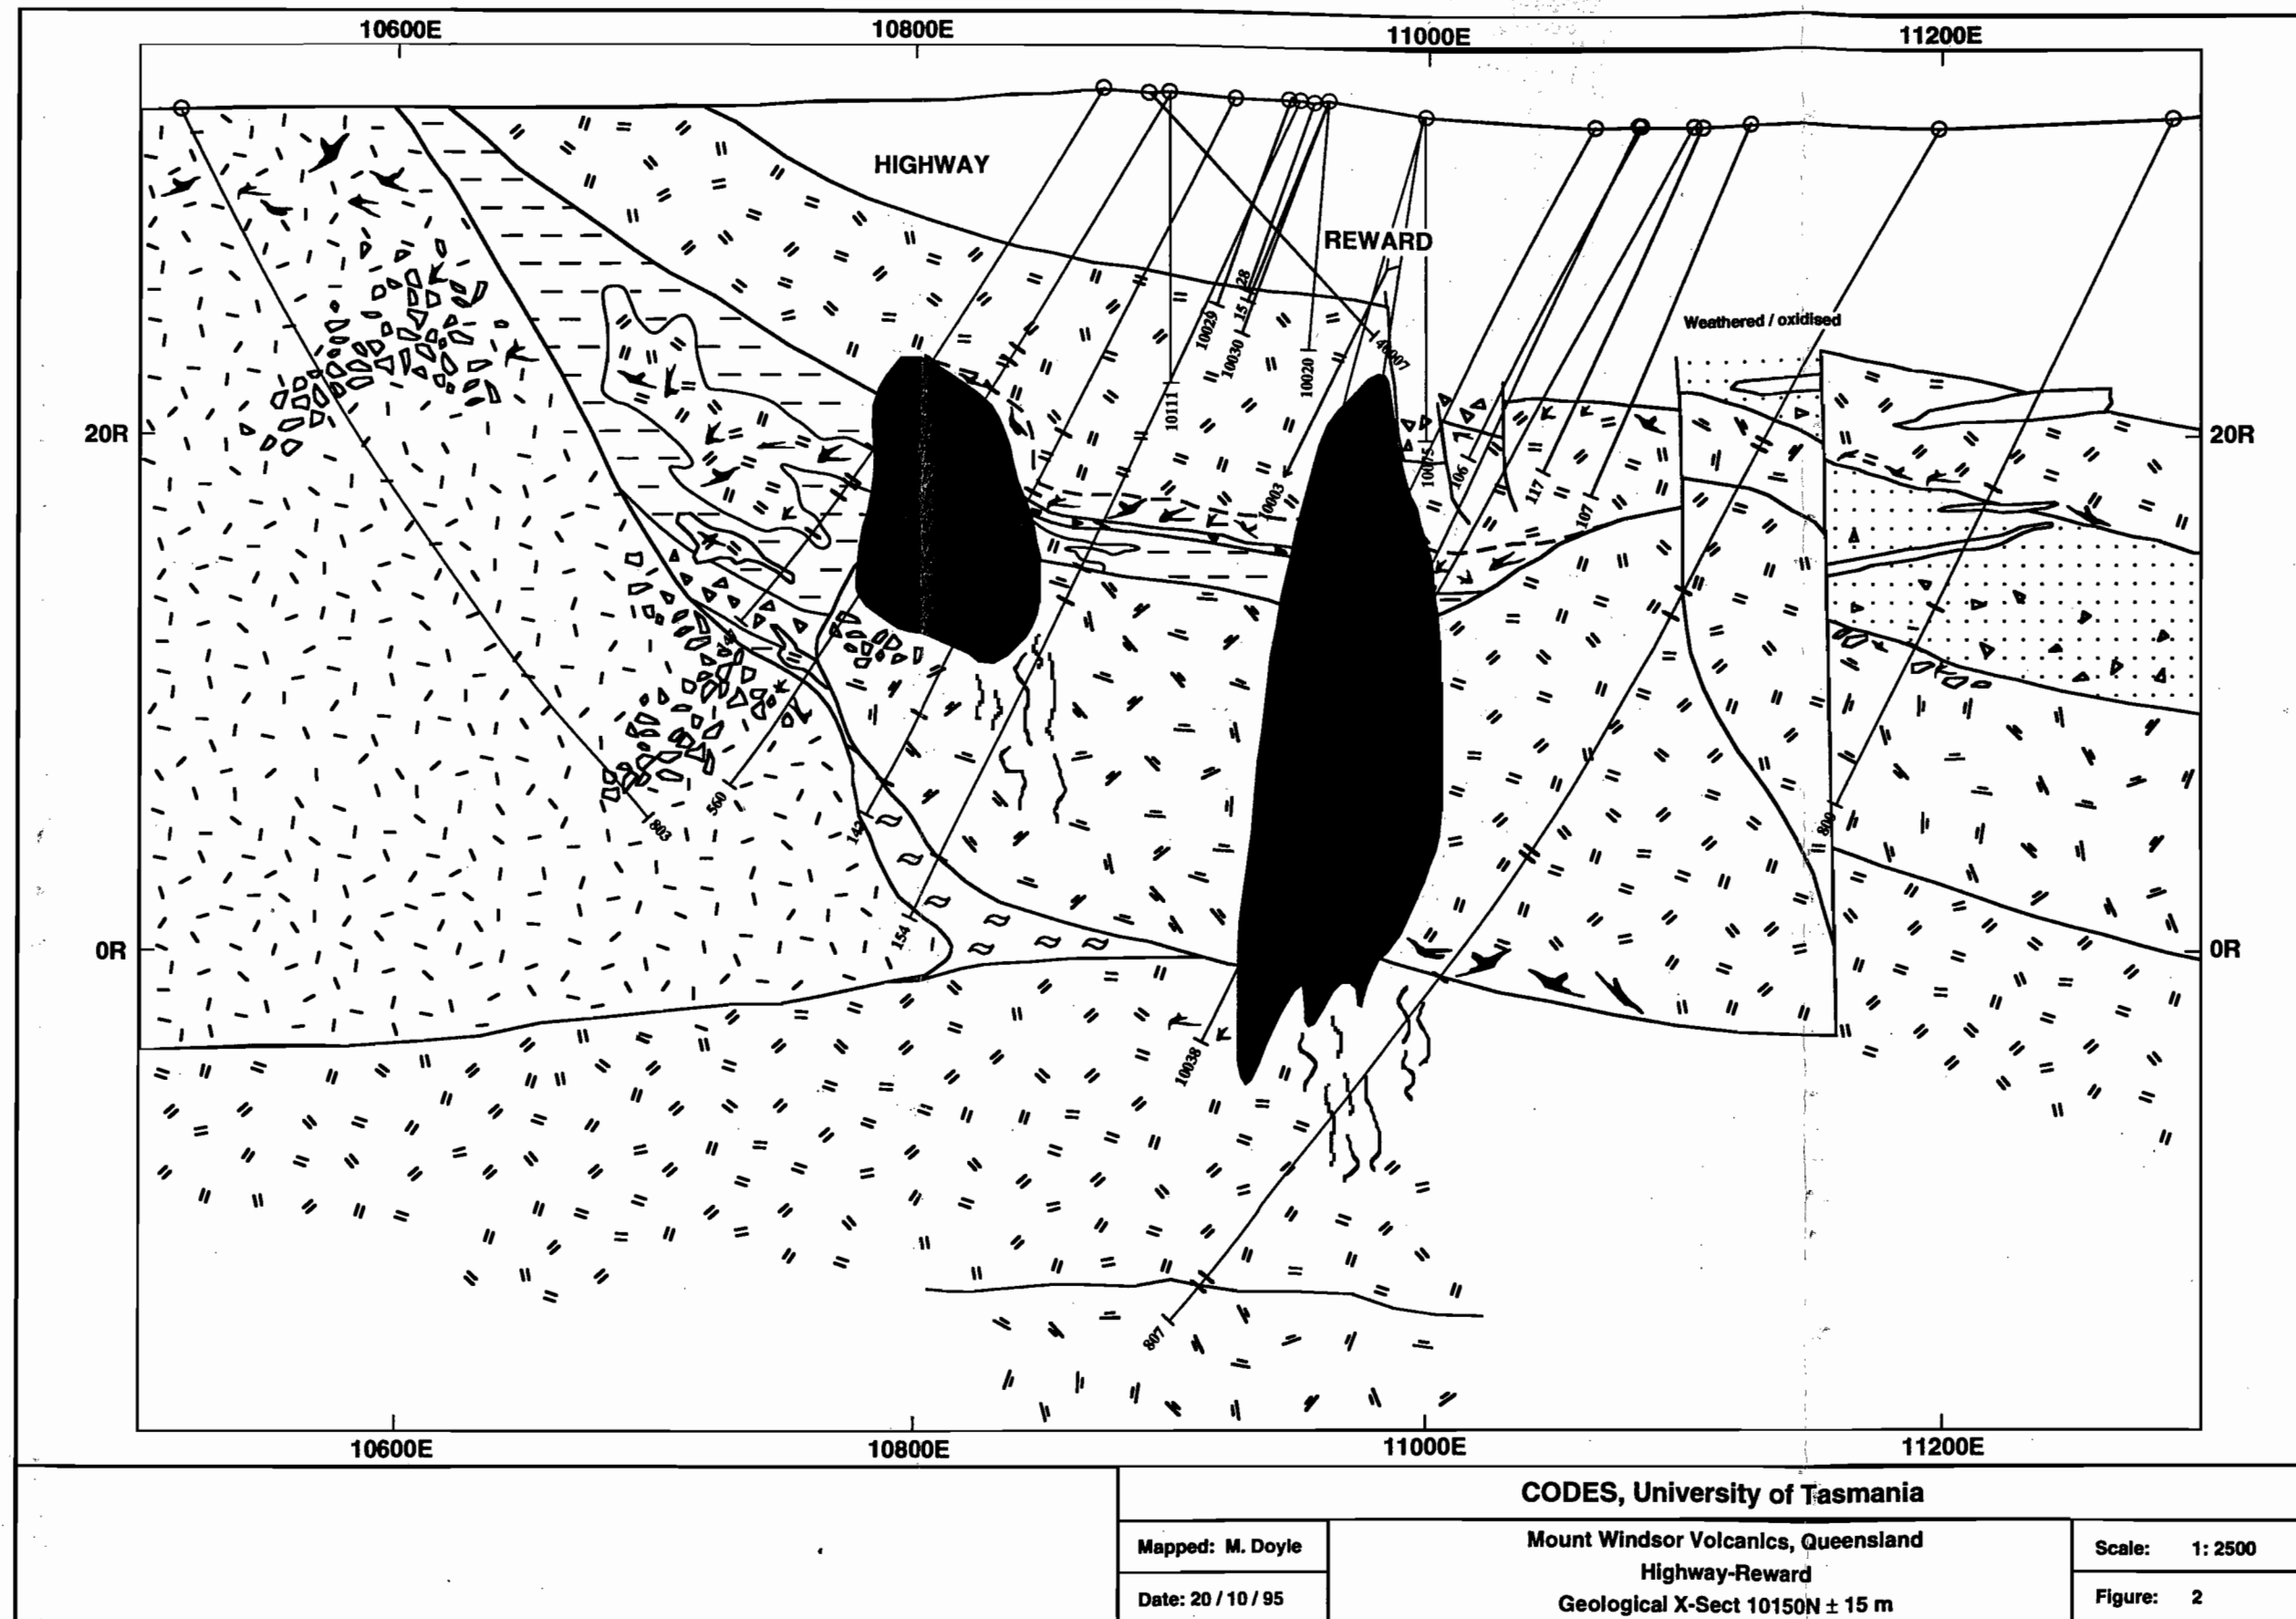 10600E 10800E 11000E 11200E
HIGHWAY
REWARD
28
15
10029
10030
10020
40007
Weathered / oxidised
10111
20R 20R
10075
106
10003
117
107
560
803
142
800
154
0R 0R
10038
807
10600E 10800E 11000E 11200E
CODES, University of Tasmania
Mapped: M. Doyle
Mount Windsor Volcanics, Queensland
Scale: 1: 2500
Highway-Reward
Date: 20 / 10 / 95
Geological X-Sect 10150N ± 15 m
Figure: 2